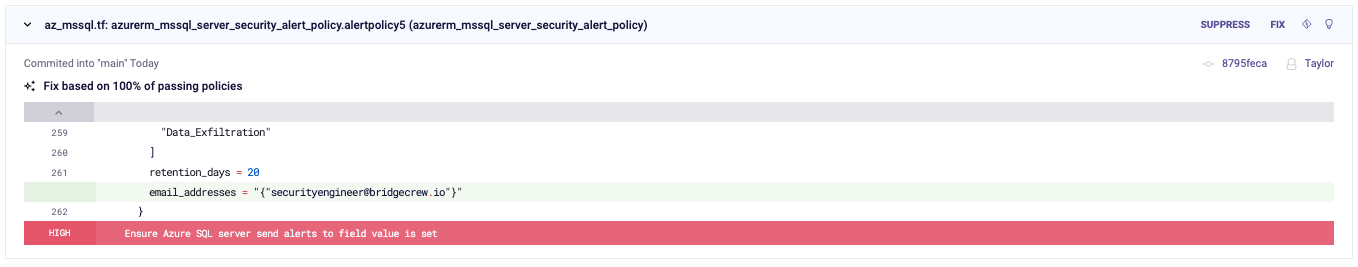 az_mssql.tf: azurerm_mssql_server_security_alert_policy.alertpolicy5 (azurerm_mssql_server_security_alert_policy) SUPPRESS FIX
Commited into "main" Today 8795feca Taylor
Fix based on 100% of passing policies
259 "Data_Exfiltration"
260 ]
261 retention_days = 20
email_addresses = "{"securityengineer@bridgecrew.io"}"
262 }
HIGH Ensure Azure SQL server send alerts to field value is set